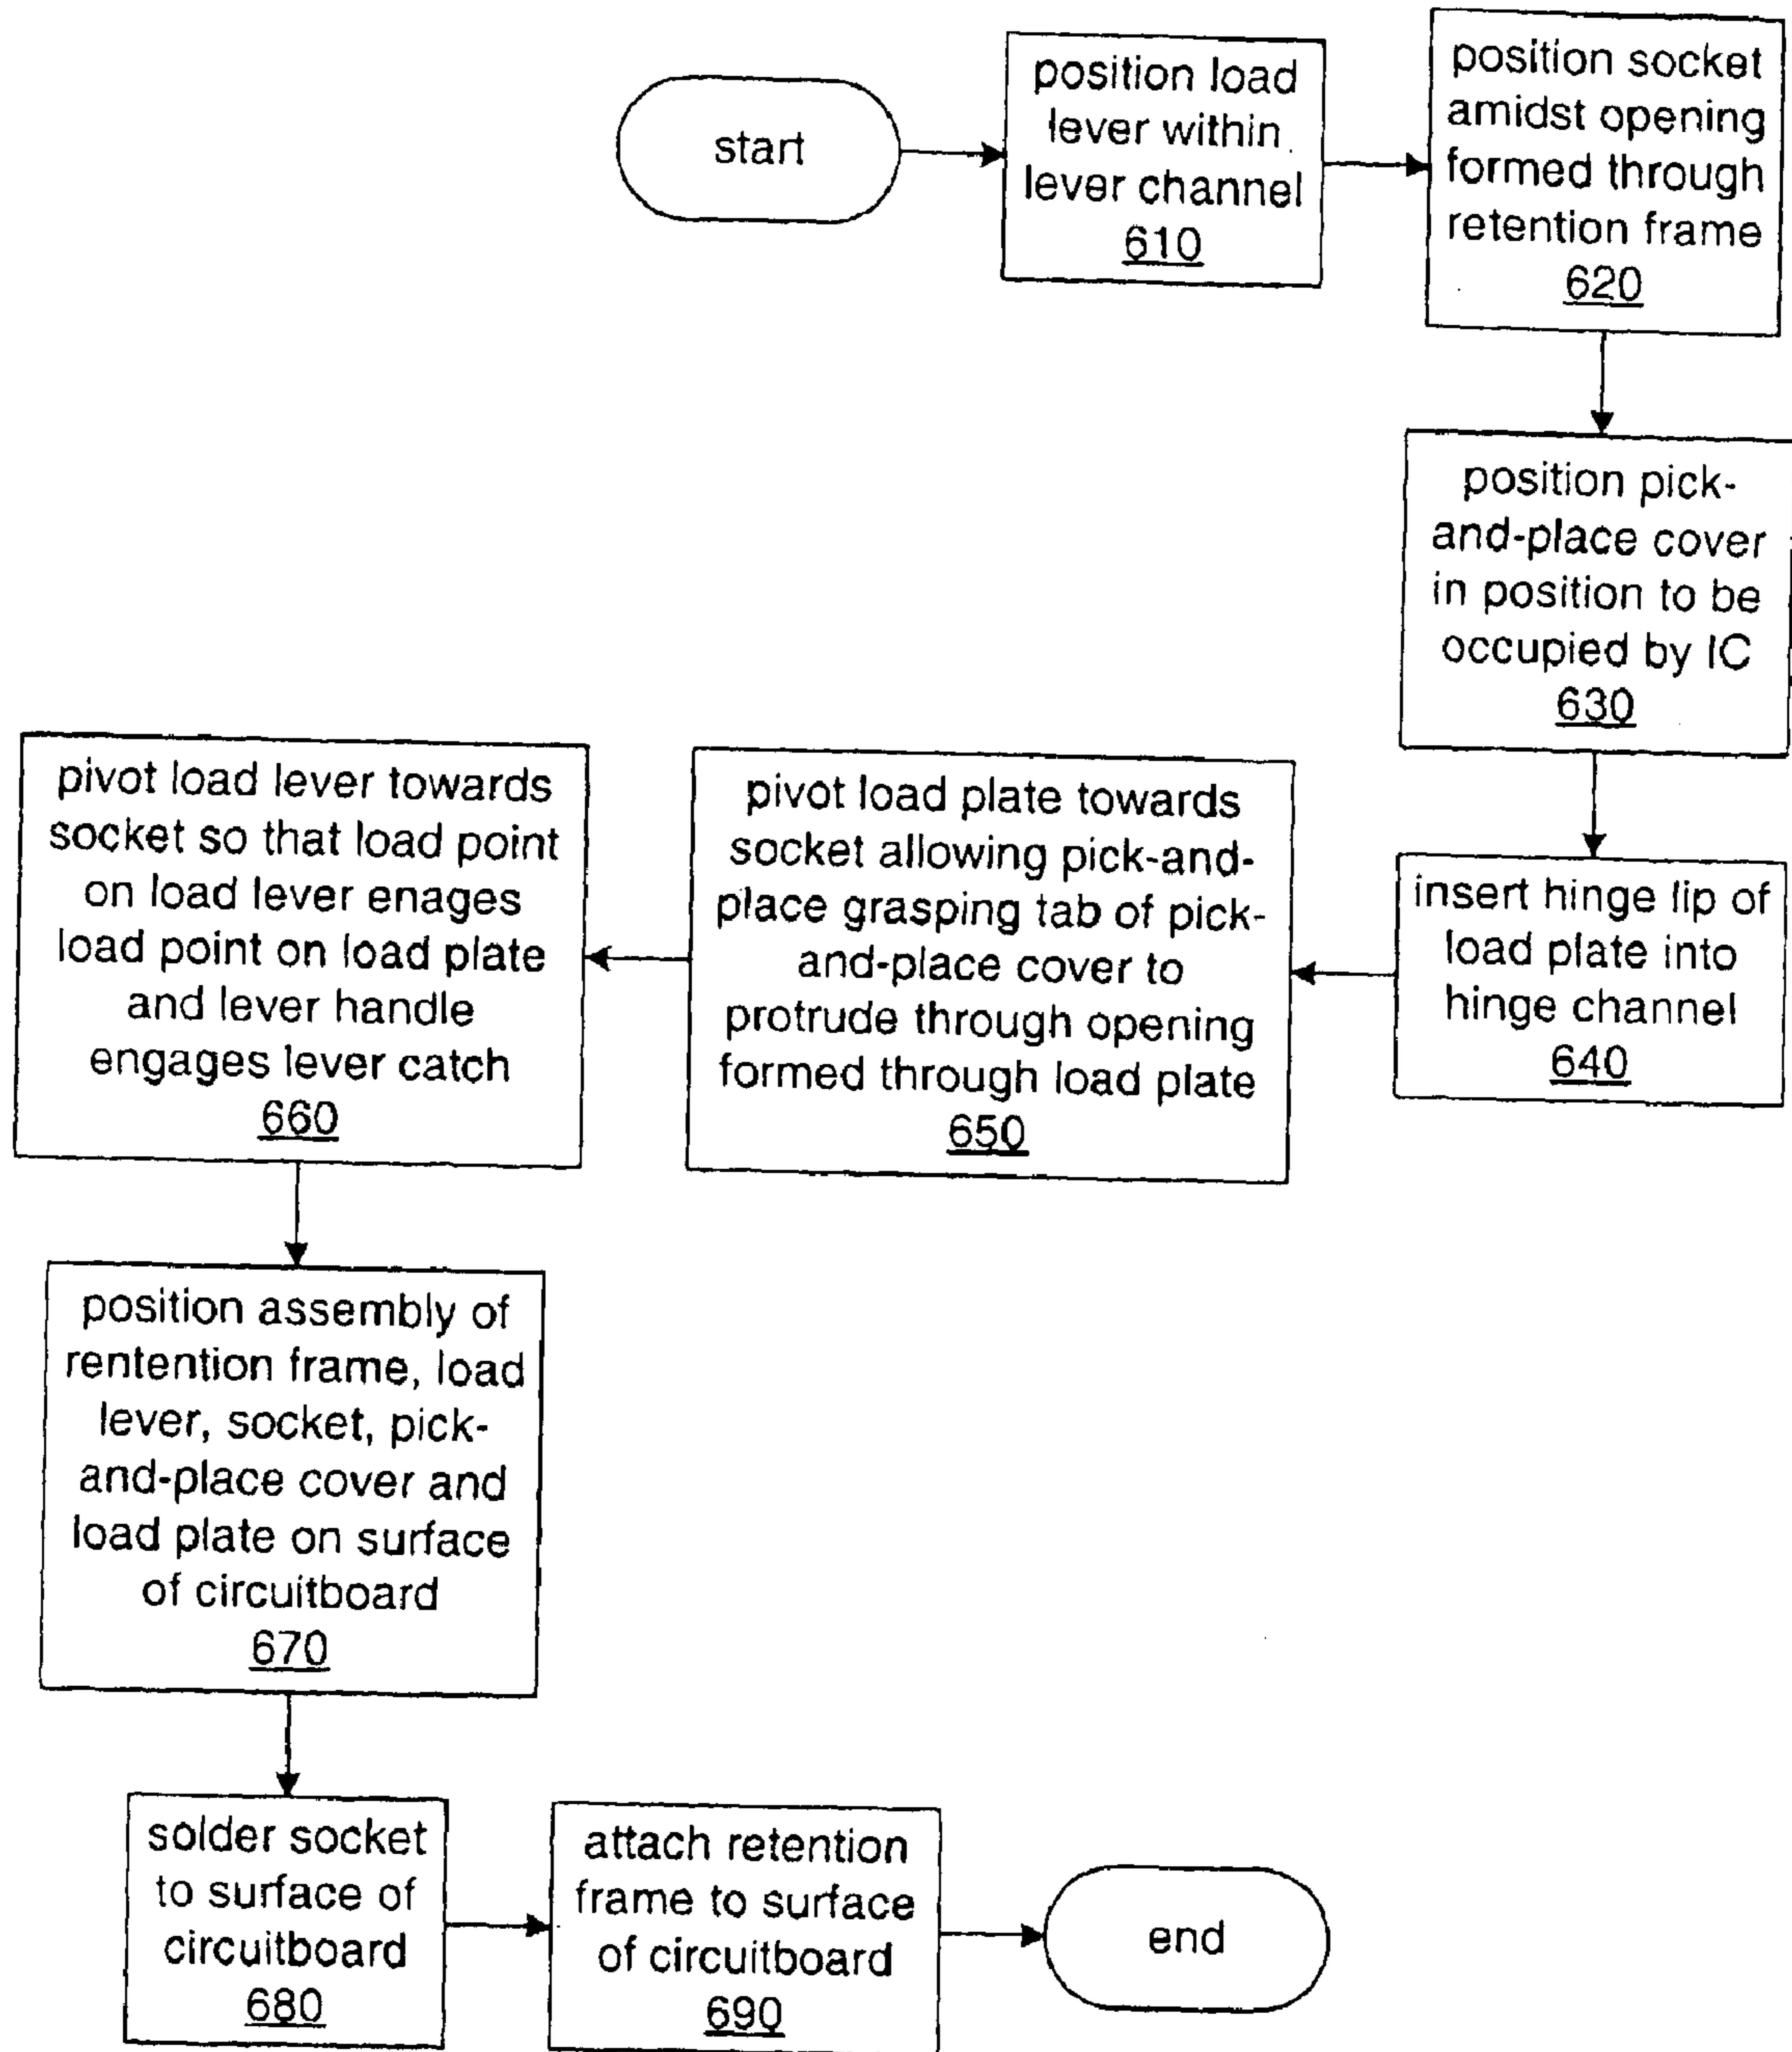 start
position load
lever within
lever channel
610
position socket
amidst opening
formed through
retention frame
620
position pick-
and-place cover
in position to be
occupied by IC
630
insert hinge lip of
load plate into
hinge channel
640
pivot load plate towards
socket allowing pick-and-
place grasping tab of pick-
and-place cover to
protrude through opening
formed through load plate
650
pivot load lever towards
socket so that load point
on load lever enages
load point on load plate
and lever handle
engages lever catch
660
position assembly of
rentention frame, load
lever, socket, pick-
and-place cover and
load plate on surface
of circuitboard
670
solder socket
to surface of
circuitboard
680
attach retention
frame to surface
of circuitboard
690
end